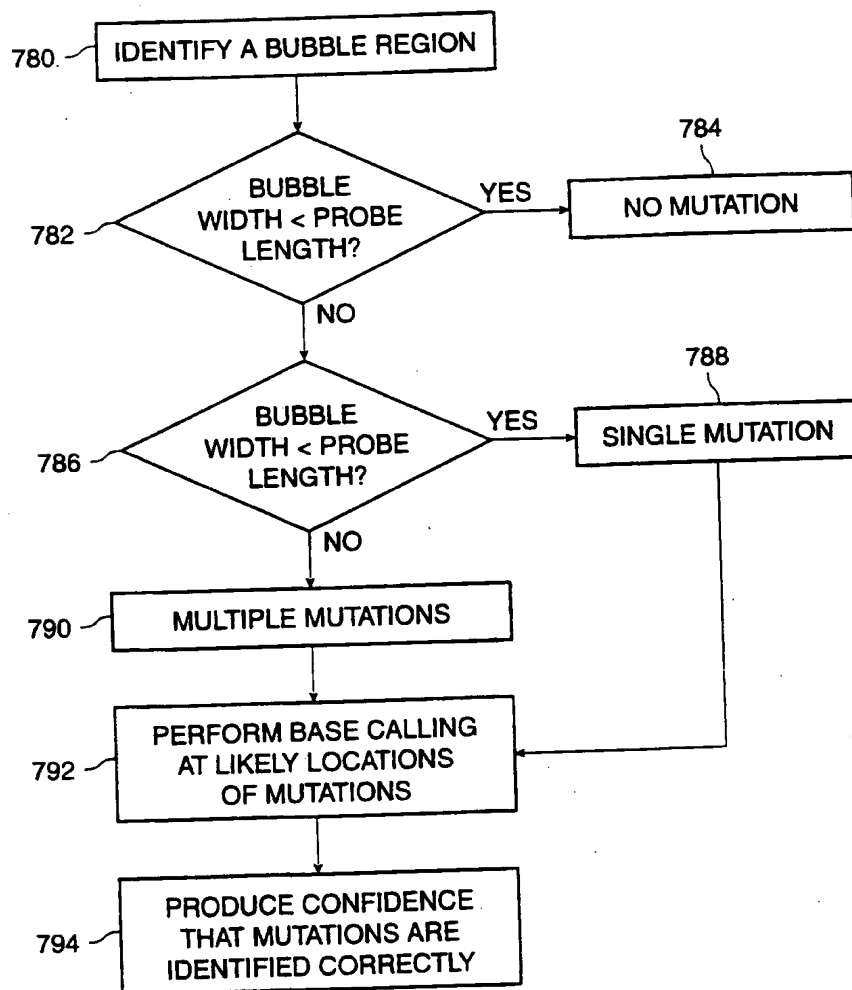 780
IDENTIFY A BUBBLE REGION
782
BUBBLE
WIDTH < PROBE
LENGTH?
YES
784
NO MUTATION
NO
786
BUBBLE
WIDTH < PROBE
LENGTH?
YES
788
SINGLE MUTATION
NO
790
MULTIPLE MUTATIONS
792
PERFORM BASE CALLING
AT LIKELY LOCATIONS
OF MUTATIONS
794
PRODUCE CONFIDENCE
THAT MUTATIONS ARE
IDENTIFIED CORRECTLY